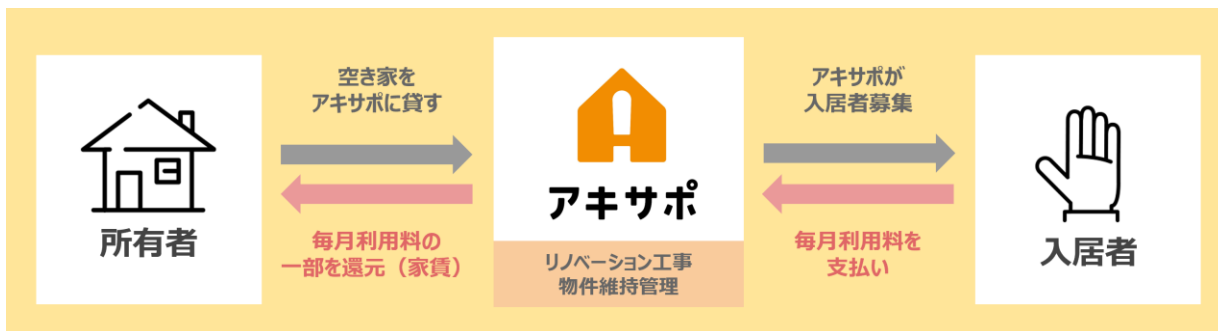 所有者
空き家を
アキサポに貸す
毎月利用料の
一部を還元（家賃）
アキサポ
リノベーション工事
物件維持管理
アキサポが
入居者募集
毎月利用料を
支払い
入居者